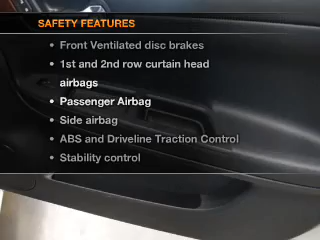 SAFETY FEATURES
• Front Ventilated disc brakes
• 1st and 2nd row curtain head
airbags
• Passenger Airbag
• Side airbag
• ABS and Driveline Traction Control
• Stability control